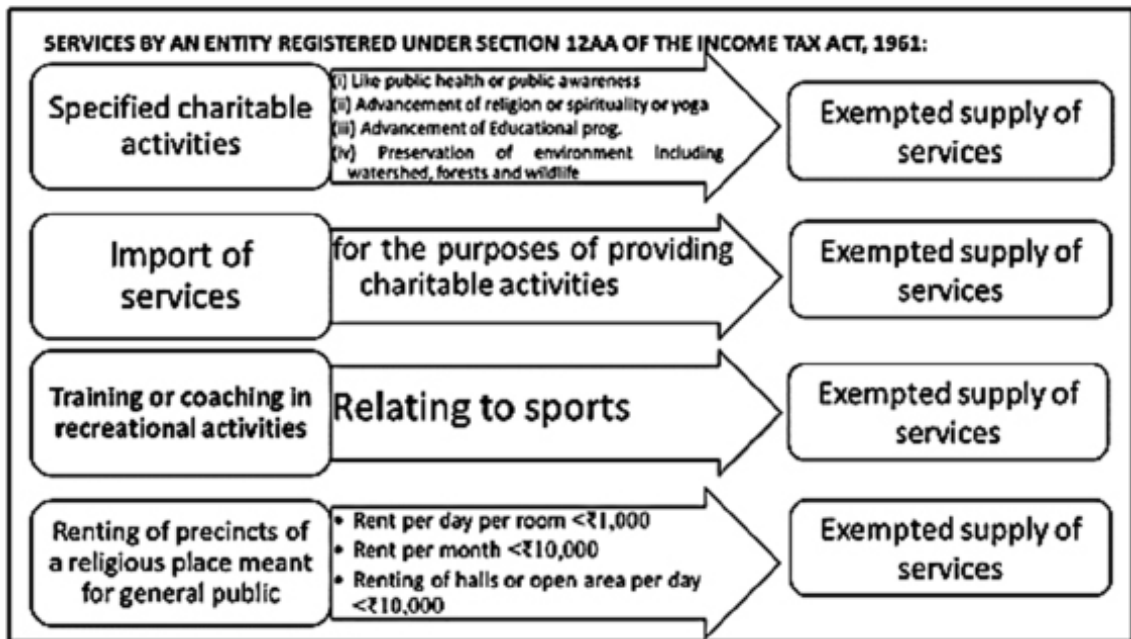 SERVICES BY AN ENTITY REGISTERED UNDER SECTION 12AA OF THE INCOME TAX ACT, 1961:
Specified charitable
activities
(i) Like public health or public awareness
(ii) Advancement of religion or spirituality or yoga
(iii) Advancement of Educational prog.
(iv) Preservation of environment including
watershed, forests and wildlife
Exempted supply of
services
Import of
services
for the purposes of providing
charitable activities
Exempted supply of
services
Training or coaching in
recreational activities
Relating to sports
Exempted supply of
services
Renting of precincts of
a religious place meant
for general public
• Rent per day per room <₹1,000
• Rent per month <₹10,000
• Renting of halls or open area per day
<₹10,000
Exempted supply of
services